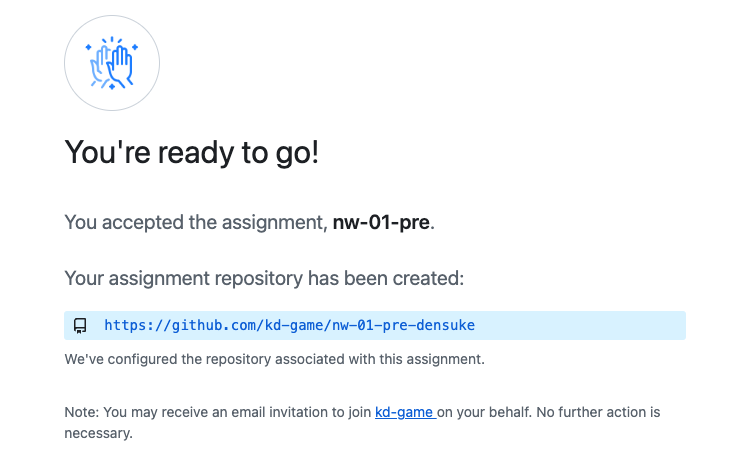 You're ready to go!
You accepted the assignment, nw-01-pre.
Your assignment repository has been created:
https://github.com/kd-game/nw-01-pre-densuke
We've configured the repository associated with this assignment.
Note: You may receive an email invitation to join kd-game on your behalf. No further action is
necessary.